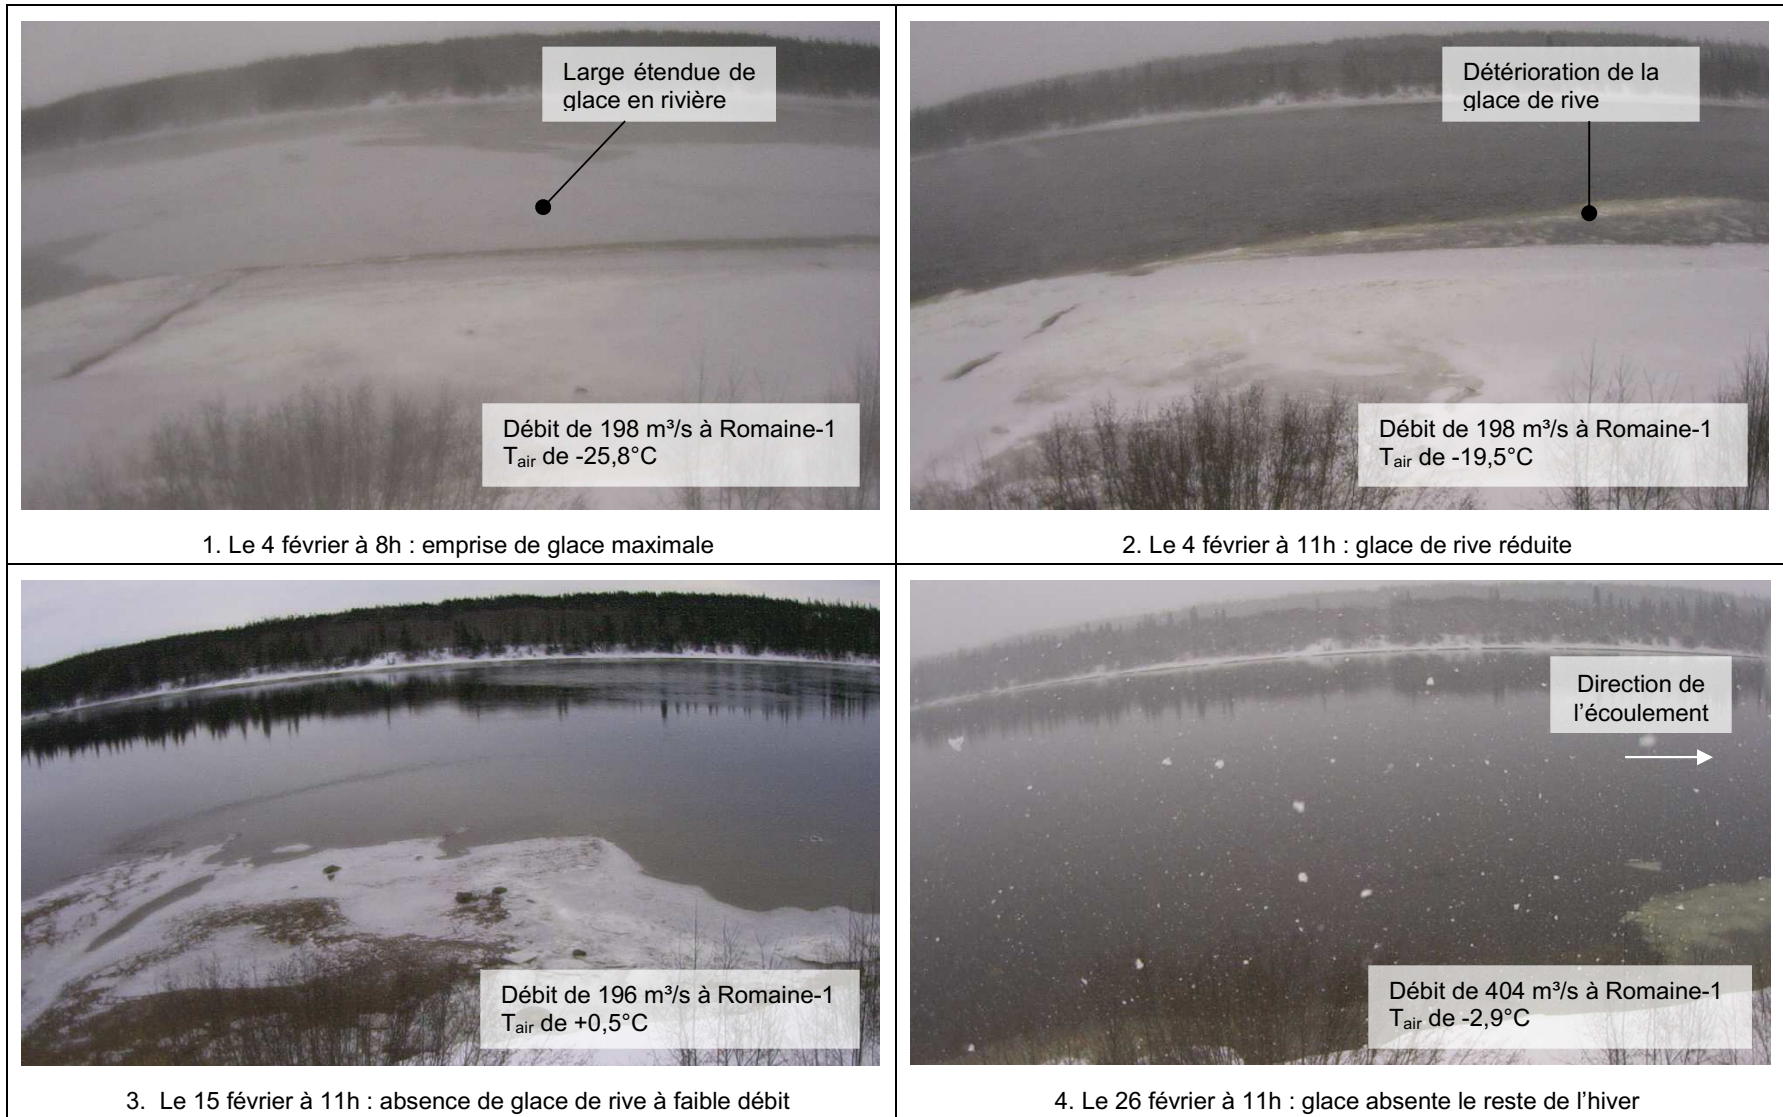 Large étendue de
glace en rivière
Débit de 198 m³/s à Romaine-1
Tair de -25,8°C
1. Le 4 février à 8h : emprise de glace maximale
Détérioration de la
glace de rive
Débit de 198 m³/s à Romaine-1
Tair de -19,5°C
2. Le 4 février à 11h : glace de rive réduite
Débit de 196 m³/s à Romaine-1
Tair de +0,5°C
3. Le 15 février à 11h : absence de glace de rive à faible débit
Direction de
l'écoulement
Débit de 404 m³/s à Romaine-1
Tair de -2,9°C
4. Le 26 février à 11h : glace absente le reste de l'hiver